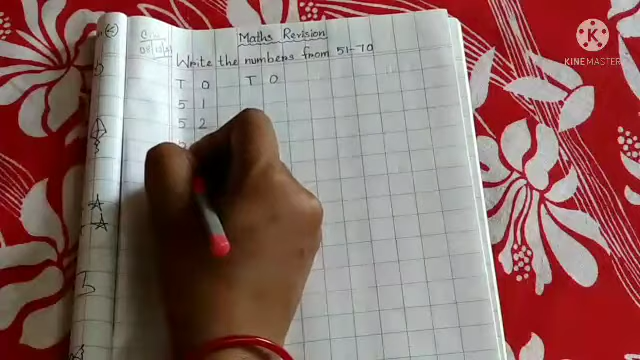 Maths Revision
Write the numbers from 51-70
T O T O
5 1
5 2
KINEMASTER